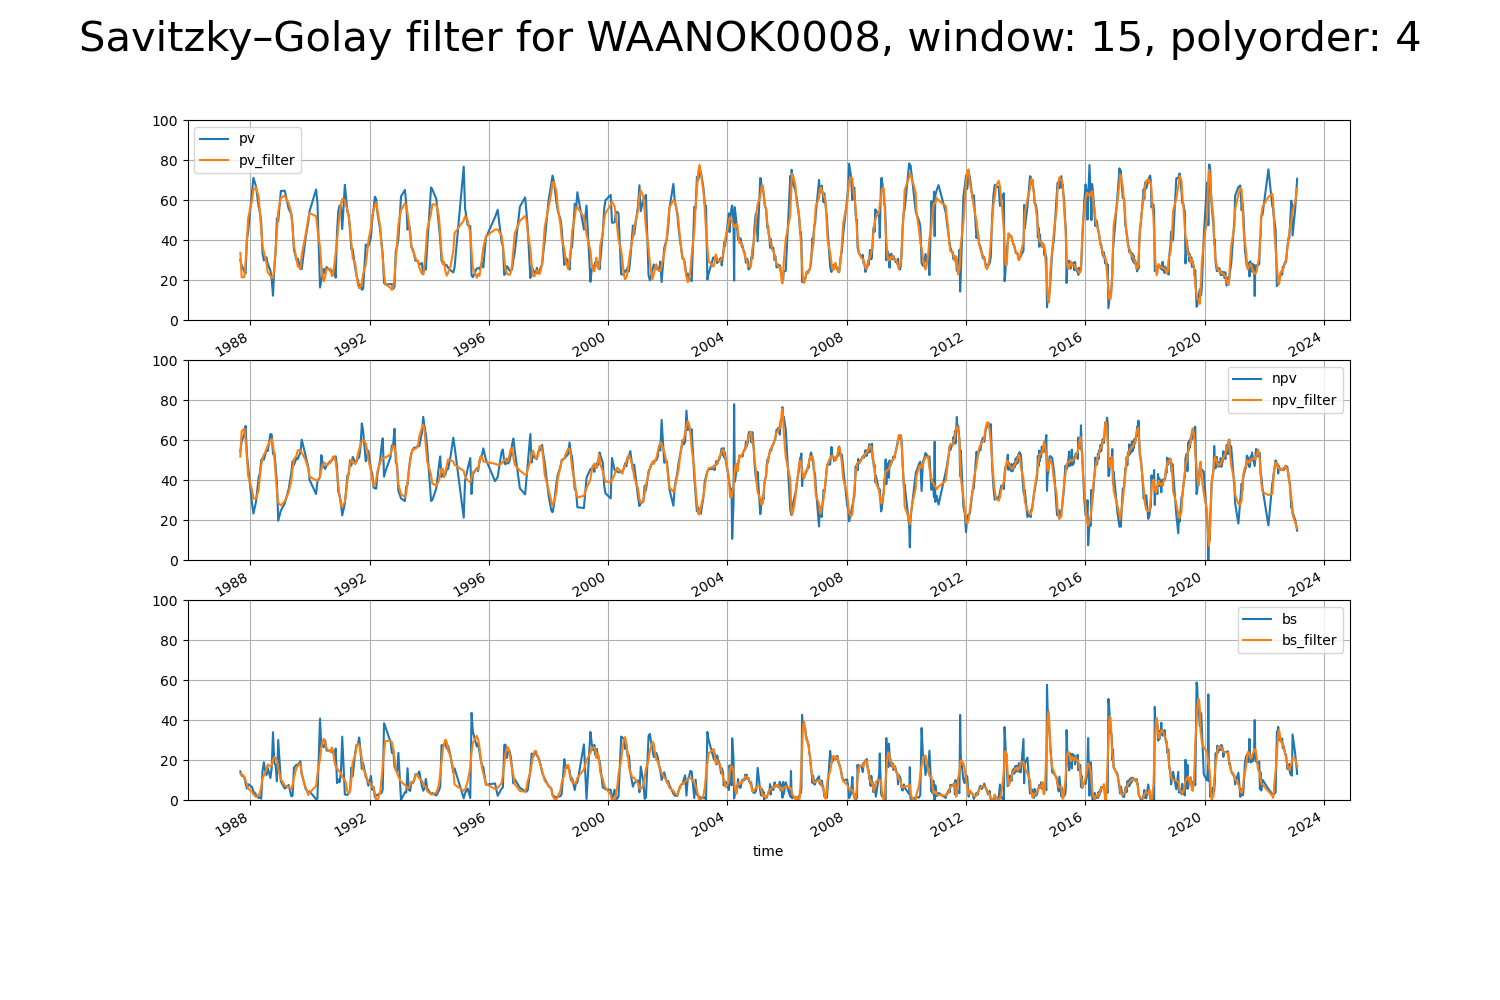 Savitzky–Golay filter for WAANOK0008, window: 15, polyorder: 4
100
80
60
40
20
0
pv
pv_filter
1988 1992 1996 2000 2004 2008 2012 2016 2020 2024
100
80
60
40
20
0
npv
npv_filter
1988 1992 1996 2000 2004 2008 2012 2016 2020 2024
100
80
60
40
20
0
bs
bs_filter
1988 1992 1996 2000 2004 2008 2012 2016 2020 2024
time